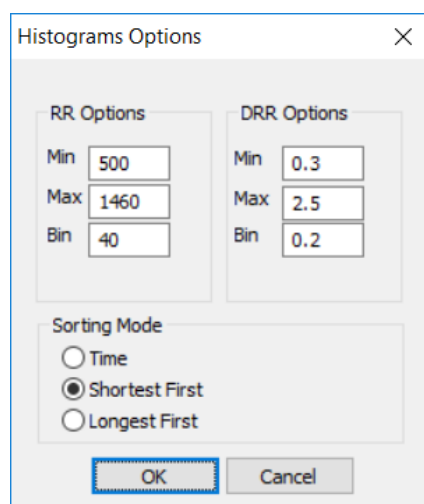 Histograms Options
RR Options
Min 500
Max 1460
Bin 40
DRR Options
Min 0.3
Max 2.5
Bin 0.2
Sorting Mode
Time
Shortest First
Longest First
OK Cancel